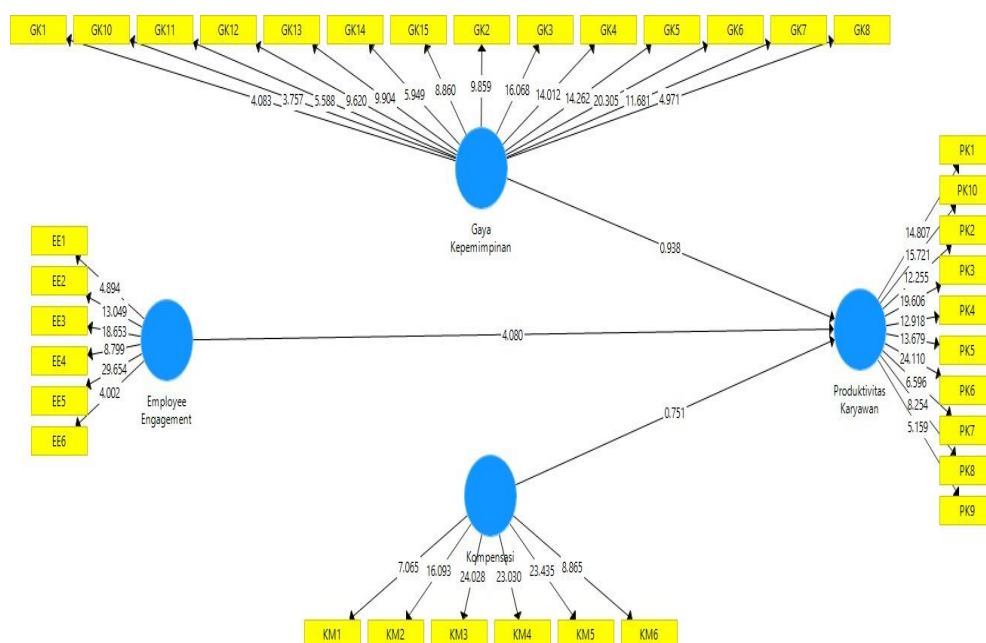 GK1 GK10 GK11 GK12 GK13 GK14 GK15 GK2 GK3 GK4 GK5 GK6 GK7 GK8
4.083 3.757 5.588 9.620 9.904 5.949 8.860 9.859 16.068 14.012 14.262 20.305 11.681 4.971
Gaya
Kepemimpinan
EE1
EE2
EE3
EE4
EE5
EE6
4.894
13.049
18.653
8.799
29.654
4.002
Employee
Engagement
0.938
4.080
0.751
PK1
PK10
PK2
PK3
PK4
PK5
PK6
PK7
PK8
PK9
14.807
15.721
12.255
19.606
12.918
13.679
24.110
6.596
8.254
5.159
Produktivitas
Karyawan
Kompensasi
7.065 16.093 24.028 23.030 23.435 8.865
KM1 KM2 KM3 KM4 KM5 KM6